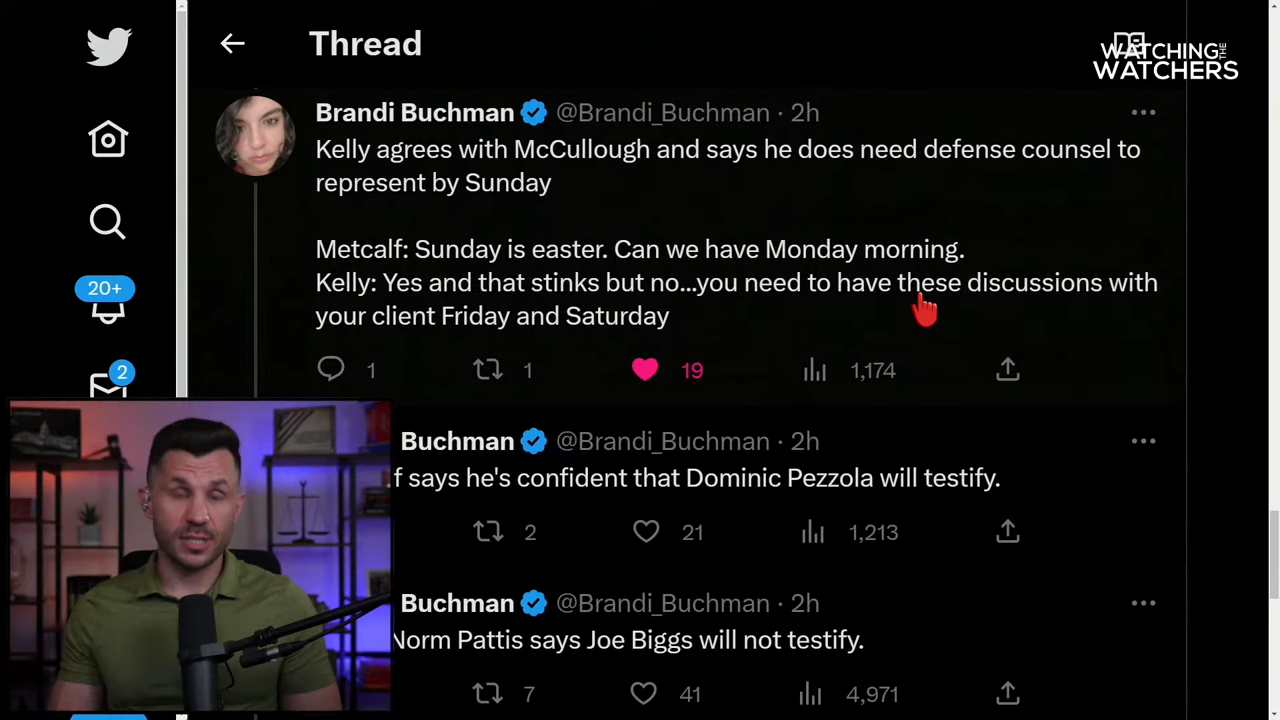 Thread
WATCHING THE
WATCHERS
Brandi Buchman @Brandi_Buchman · 2h
Kelly agrees with McCullough and says he does need defense counsel to
represent by Sunday
Metcalf: Sunday is easter. Can we have Monday morning.
Kelly: Yes and that stinks but no...you need to have these discussions with
your client Friday and Saturday
1 1 19 1,174
20+
2
Buchman @Brandi_Buchman · 2h
f says he's confident that Dominic Pezzola will testify.
2 21 1,213
Buchman @Brandi_Buchman · 2h
Norm Pattis says Joe Biggs will not testify.
7 41 4,971